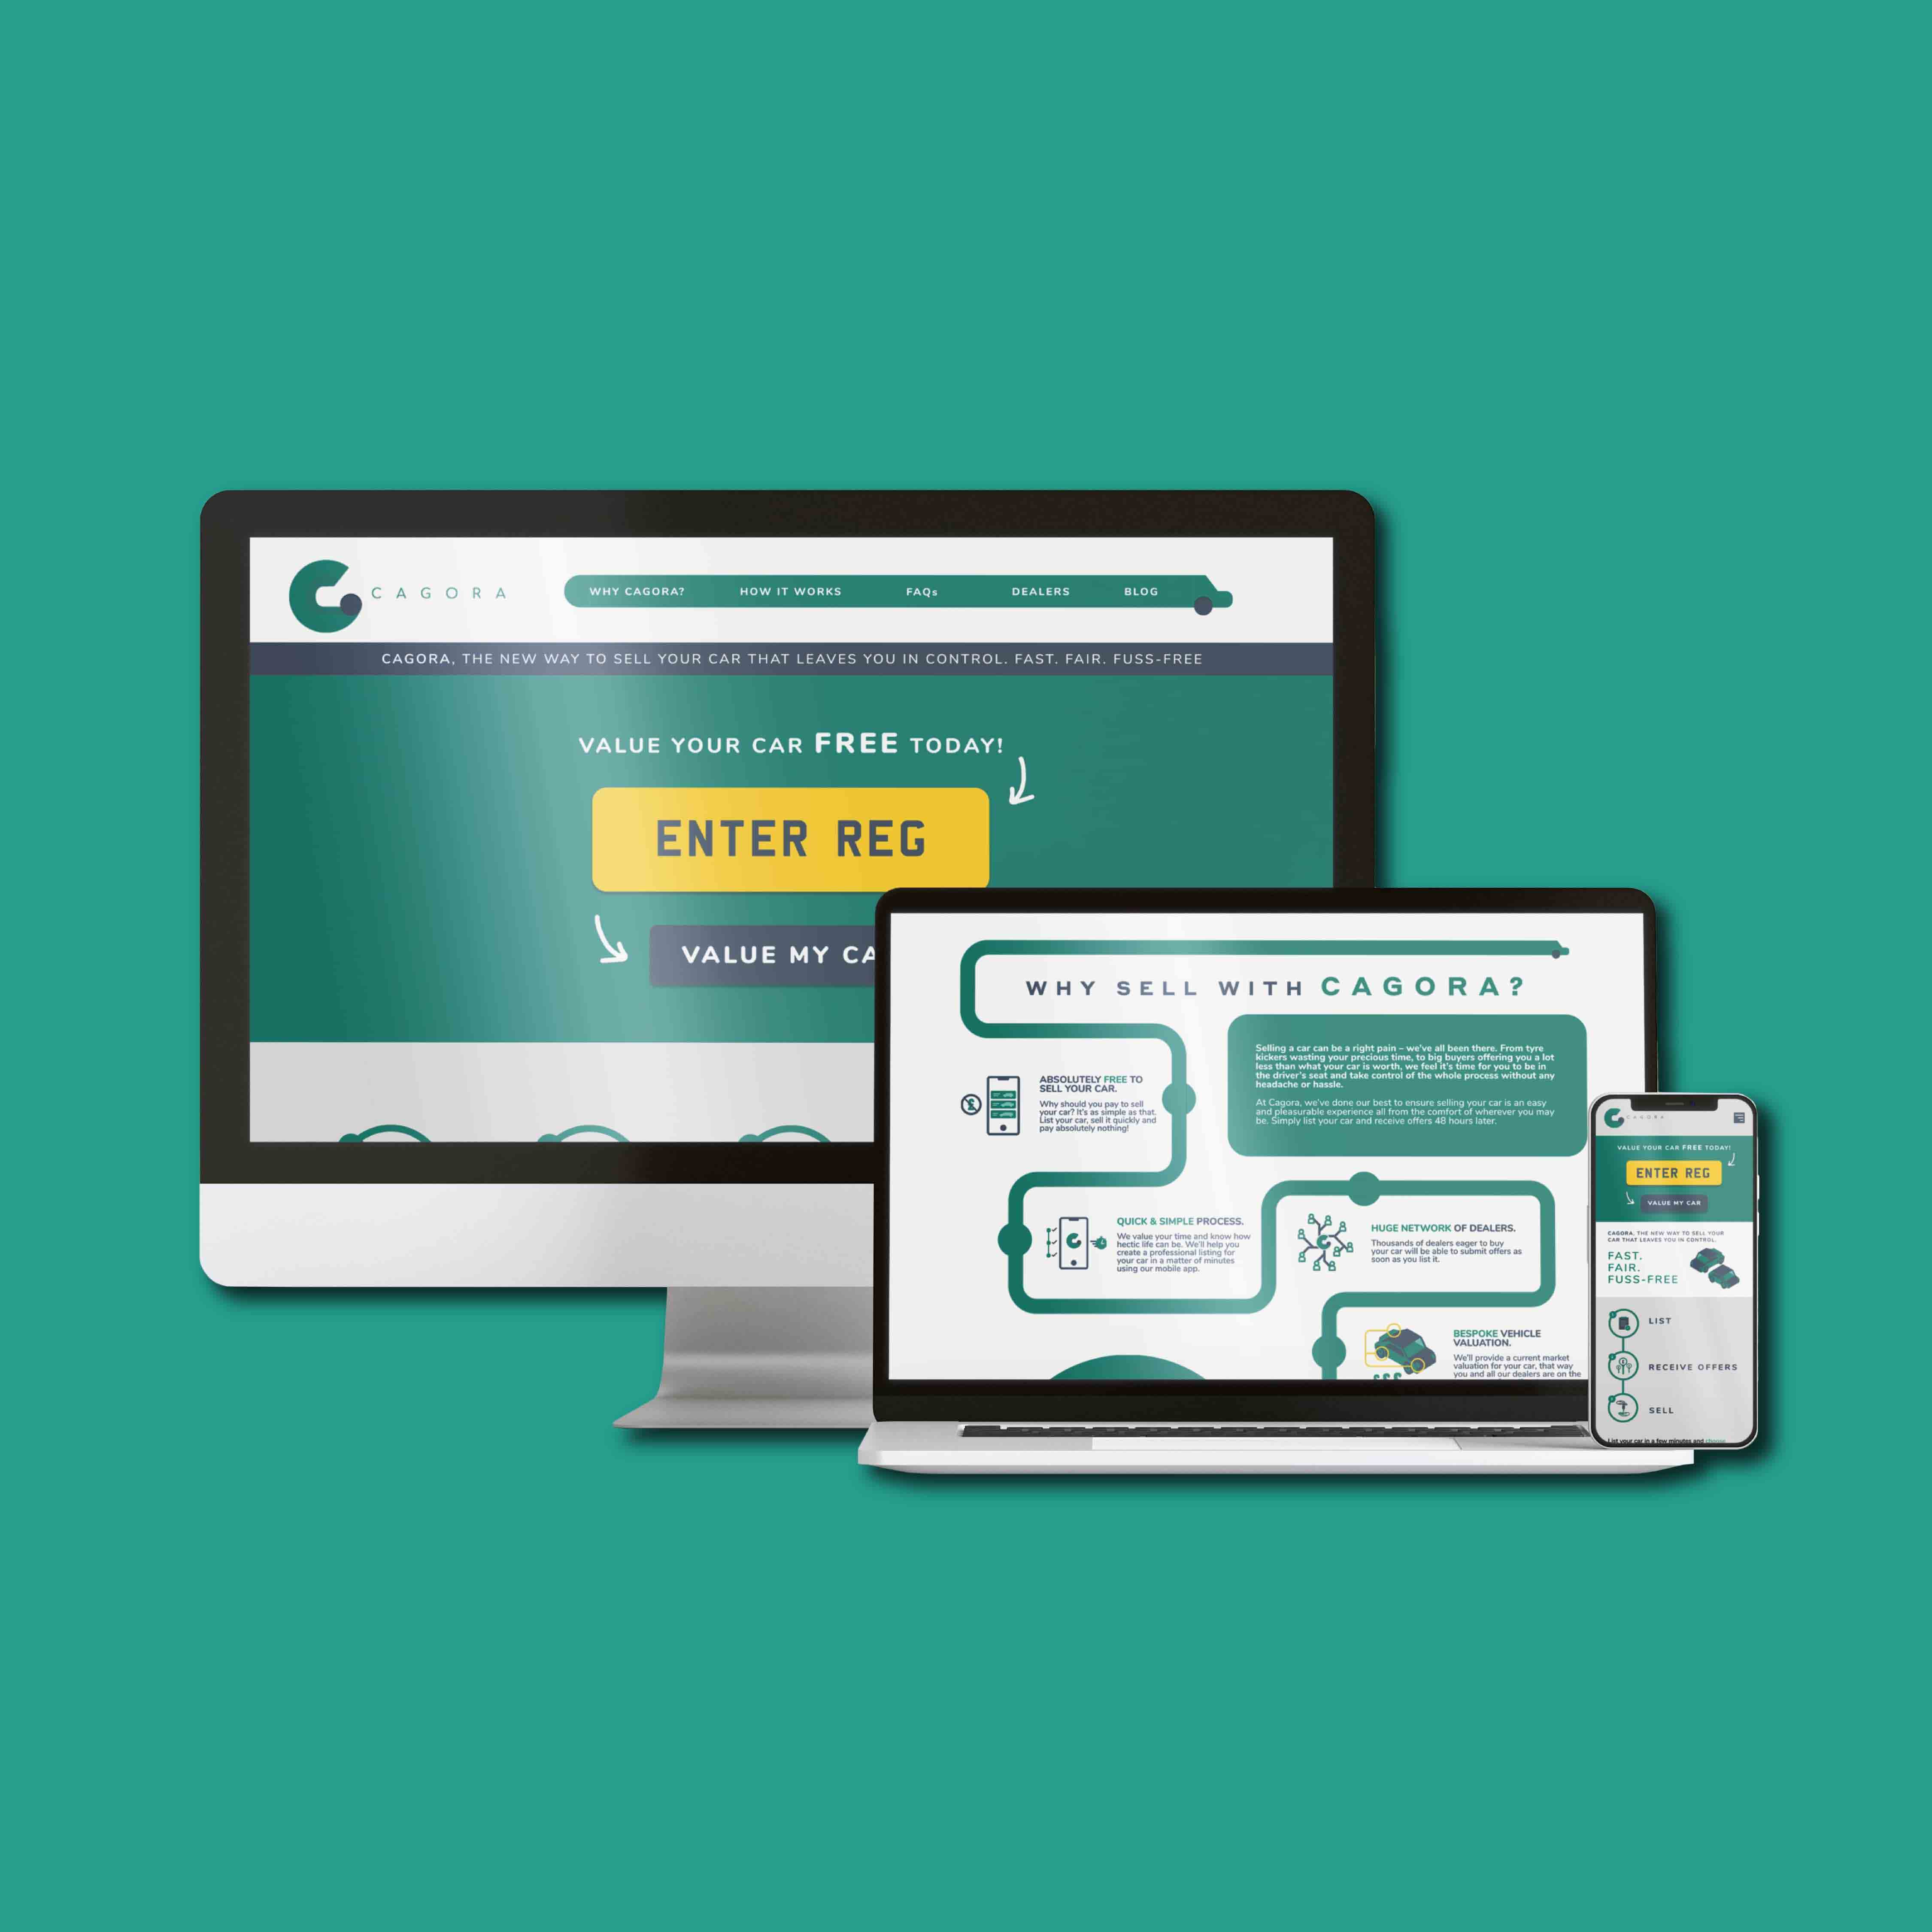 CAGORA
WHY CAGORA? HOW IT WORKS FAQs DEALERS BLOG
CAGORA, THE NEW WAY TO SELL YOUR CAR THAT LEAVES YOU IN CONTROL. FAST. FAIR. FUSS-FREE
VALUE YOUR CAR FREE TODAY!
ENTER REG
VALUE MY CA
WHY SELL WITH CAGORA?
Selling a car can be a right pain – we've all been there. From tyre
kickers wasting your precious time, to big buyers offering you a lot
less than what your car is worth, we feel it's time for you to be in
the driver's seat and take control of the whole process without any
headache or hassle.
At Cagora, we've done our best to ensure selling your car is an easy
and pleasurable experience all from the comfort of wherever you may
be. Simply list your car and receive offers 48 hours later.
ABSOLUTELY FREE TO
SELL YOUR CAR.
Why should you pay to sell
your car? It's as simple as that.
List your car, sell it quickly and
pay absolutely nothing!
QUICK & SIMPLE PROCESS.
We value your time and know how
hectic life can be. We'll help you
create a professional listing for
your car in a matter of minutes
using our mobile app.
HUGE NETWORK OF DEALERS.
Thousands of dealers eager to buy
your car will be able to submit offers as
soon as you list it.
BESPOKE VEHICLE
VALUATION.
We'll provide a current market
valuation for your car, that way
you and all our dealers are on the
£££
CAGORA
VALUE YOUR CAR FREE TODAY!
ENTER REG
VALUE MY CAR
CAGORA, THE NEW WAY TO SELL YOUR
CAR THAT LEAVES YOU IN CONTROL.
FAST.
FAIR.
FUSS-FREE
LIST
RECEIVE OFFERS
SELL
List your car in a few minutes and choose